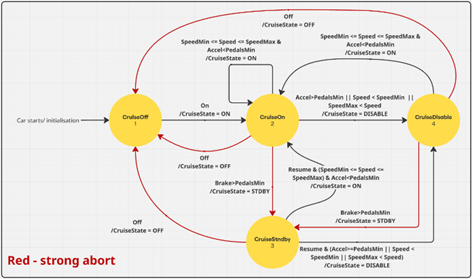 Off
/CruiseState = OFF
SpeedMin <= Speed <= SpeedMax &
Accel<PedalsMin
/CruiseState = ON
SpeedMin <= Speed <= SpeedMax &
Accel<PedalsMin
/CruiseState = ON
Car starts/ initialisation
CruiseOff
1
On
/CruiseState = ON
CruiseOn
2
Accel>PedalsMin || Speed < SpeedMin ||
SpeedMax < Speed
/CruiseState = DISABLE
CruiseDisable
4
Off
/CruiseState = OFF
Resume & (SpeedMin <= Speed <=
SpeedMax) & Accel<PedalsMin
/CruiseState = ON
Brake>PedalsMin
/CruiseState = STDBY
Brake>PedalsMin
/CruiseState = STDBY
Off
/CruiseState = OFF
CruiseStndby
3
Resume & (Accel>=PedalsMin || Speed <
SpeedMin || SpeedMax < Speed)
/CruiseState = DISABLE
Red - strong abort